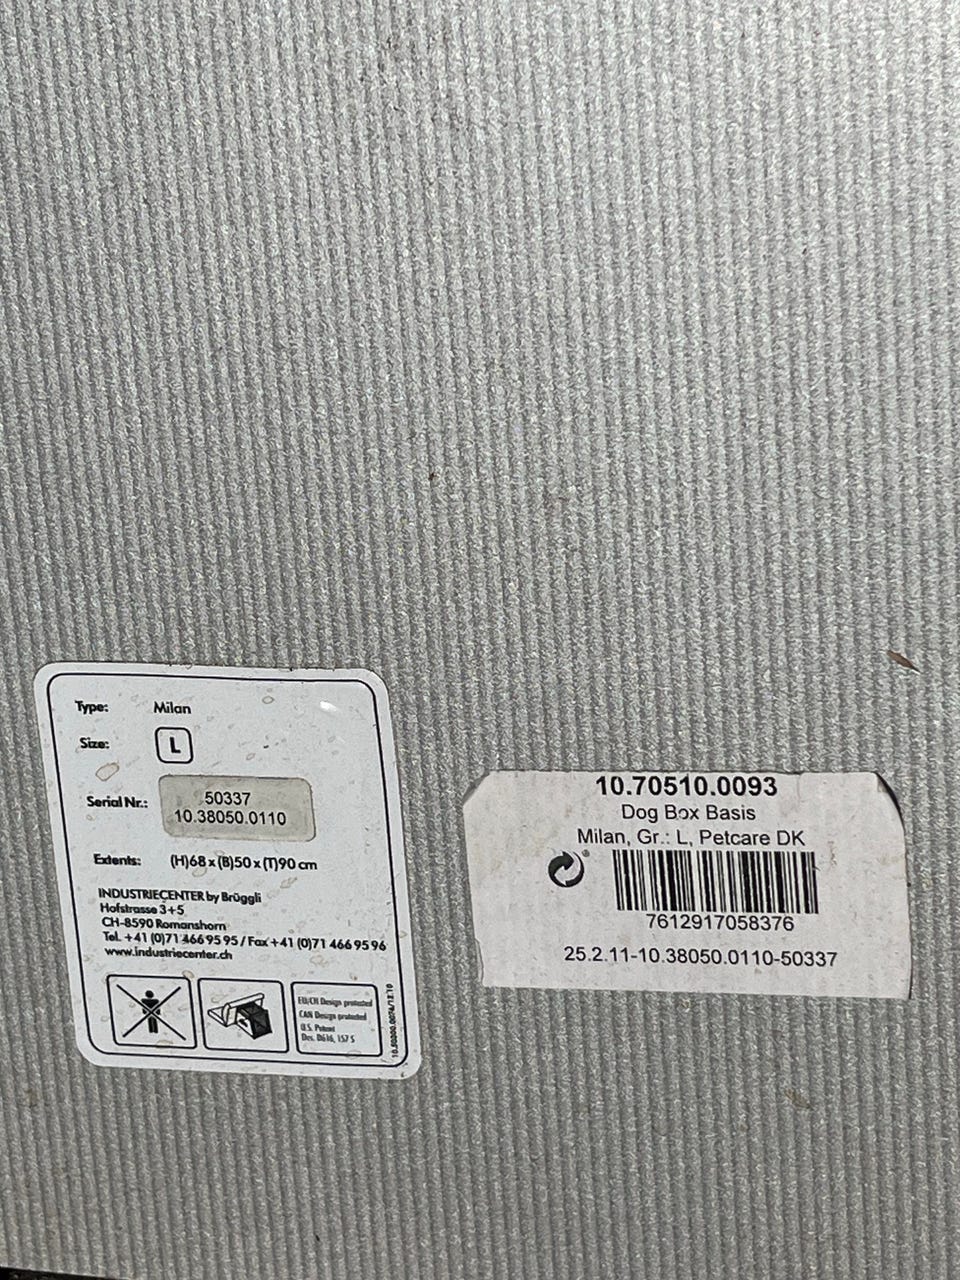 Type: Milan
Size: L
Serial Nr.: 50337
10.38050.0110
Extents: (H)68 x (B)50 x (T)90 cm
INDUSTRIECENTER by Brüggli
Hofstrasse 3+5
CH-8590 Romanshorn
Tel. +41 (0)71 466 95 95 / Fax +41 (0)71 466 95 96
www.industriecenter.ch
EU/CH Design protected
CAN Design protected
U.S. Patent
Des. D616, 157 S
10.70510.0093
Dog Box Basis
Milan, Gr.: L, Petcare DK
7612917058376
25.2.11-10.38050.0110-50337